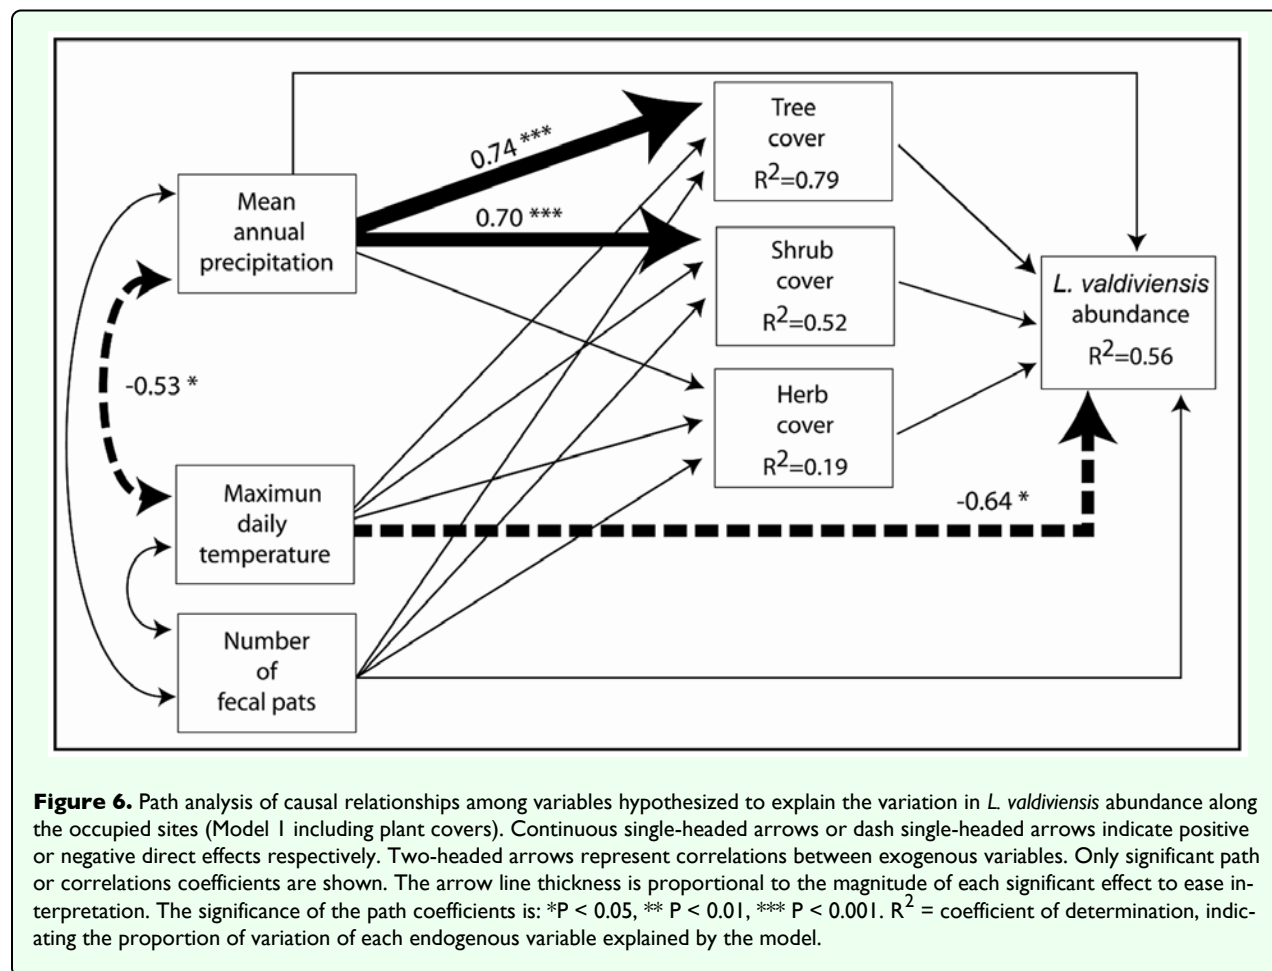 Mean
annual
precipitation
0.74 ***
0.70 ***
-0.53 *
Maximun
daily
temperature
Number
of
fecal pats
Tree
cover
R²=0.79
Shrub
cover
R²=0.52
Herb
cover
R²=0.19
-0.64 *
L. valdiviensis
abundance
R²=0.56
Figure 6. Path analysis of causal relationships among variables hypothesized to explain the variation in L. valdiviensis abundance along
the occupied sites (Model 1 including plant covers). Continuous single-headed arrows or dash single-headed arrows indicate positive
or negative direct effects respectively. Two-headed arrows represent correlations between exogenous variables. Only significant path
or correlations coefficients are shown. The arrow line thickness is proportional to the magnitude of each significant effect to ease in-
terpretation. The significance of the path coefficients is: *P < 0.05, ** P < 0.01, *** P < 0.001. R² = coefficient of determination, indic-
ating the proportion of variation of each endogenous variable explained by the model.